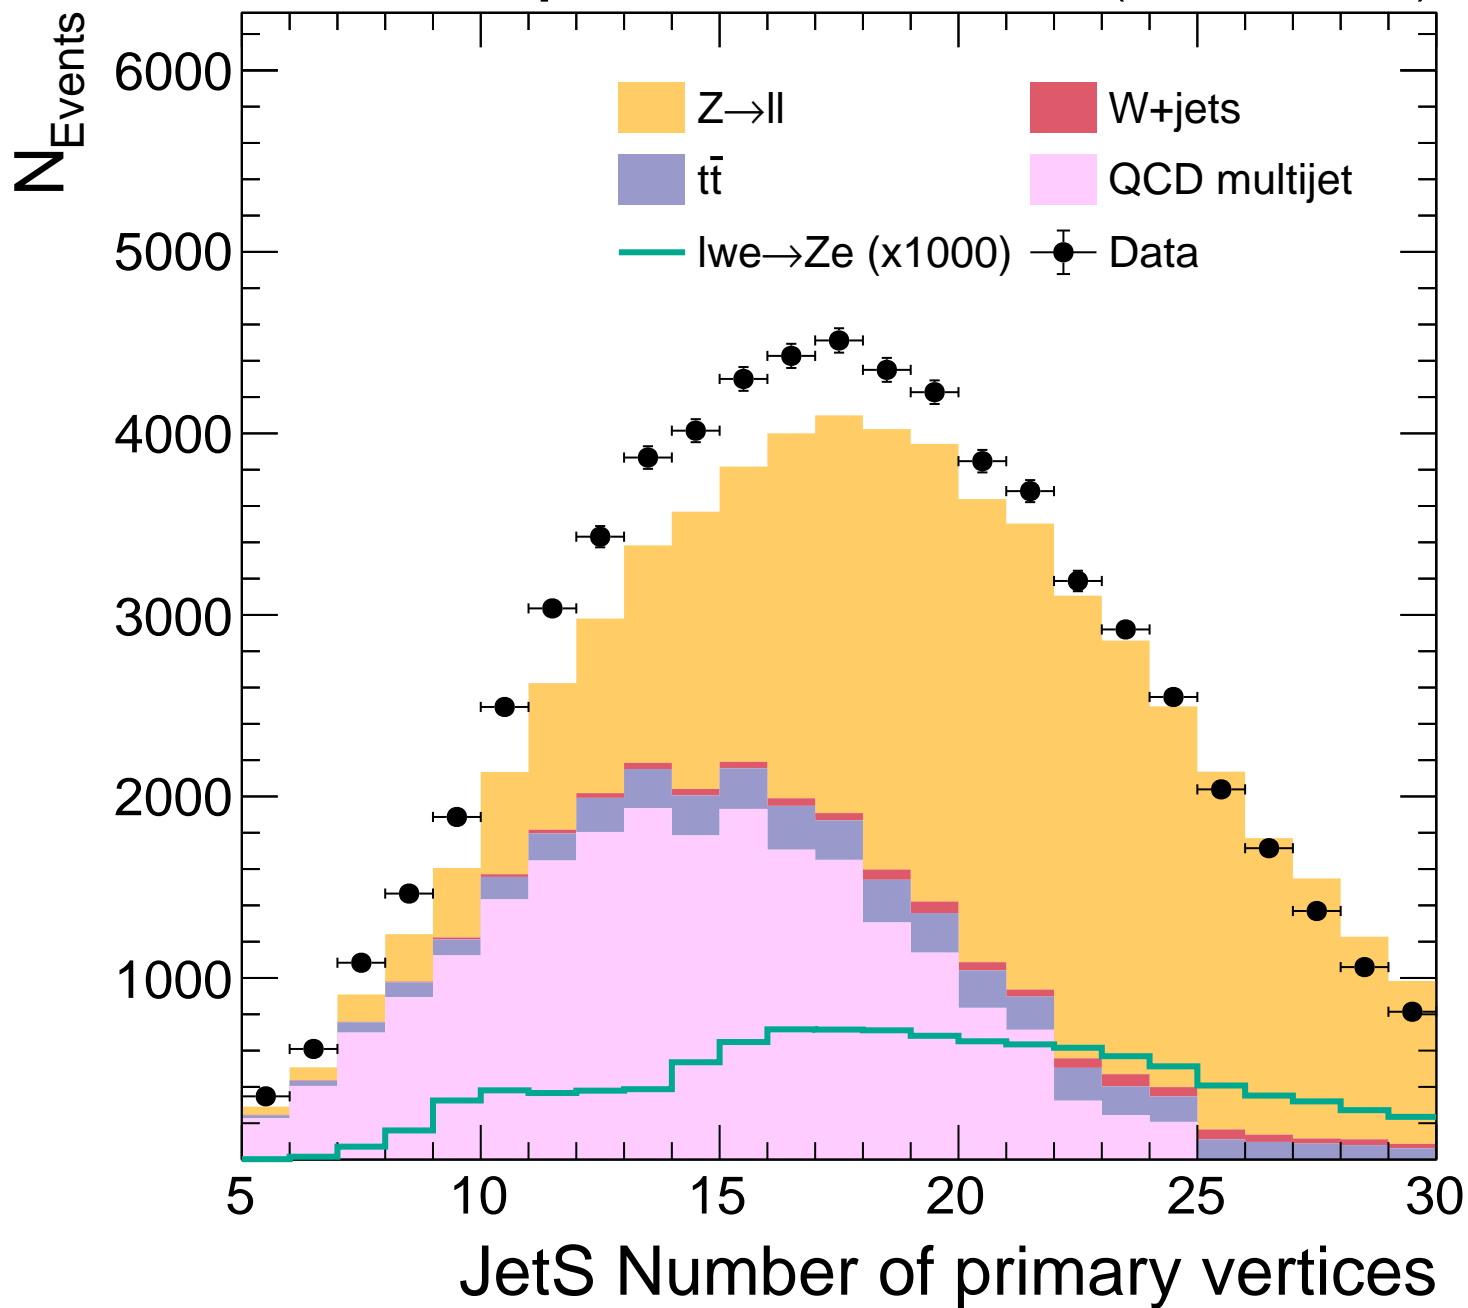 N_Events
6000
5000
4000
3000
2000
1000
Z→ll
W+jets
tt̄
QCD multijet
lwe→Ze (x1000)
Data
5 10 15 20 25 30
JetS Number of primary vertices